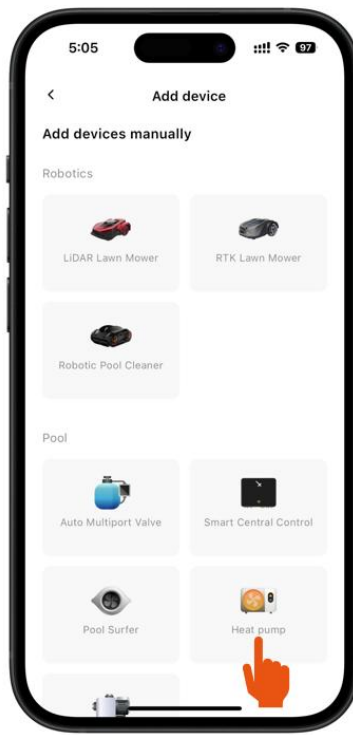 5:05
97
Add device
Add devices manually
Robotics
LiDAR Lawn Mower
RTK Lawn Mower
Robotic Pool Cleaner
Pool
Auto Multiport Valve
Smart Central Control
Pool Surfer
Heat pump